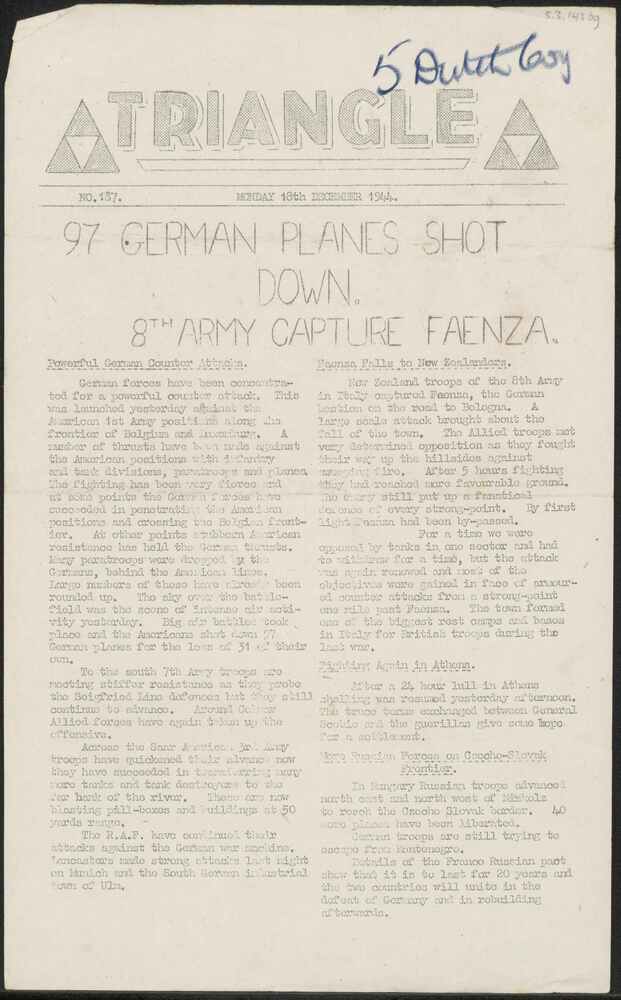 5.3.143 09
5 Dutch Boy
TRIANGLE
NO.137.
MONDAY 18th DECEMBER 1944.
97 GERMAN PLANES SHOT
DOWN.
8TH ARMY CAPTURE FAENZA.
Powerful German Counter Attacks.
German forces have been concentra-
ted for a powerful counter attack. This
was launched yesterday against the
American 1st Army positions along the
frontier of Belgium and Luxemburg. A
number of thrusts have been made against
the American positions with infantry
and tank divisions, paratroops and planes
The fighting has been very fierce and
at some points the German forces have
succeeded in penetrating the American
positions and crossing the Belgian front-
ier. At other points stubborn American
resistance has held the German thrusts.
Many paratroops were dropped by the
Germans, behind the American lines.
Large numbers of these have already been
rounded up. The sky over the battle-
field was the scene of intense air acti-
vity yesterday. Big air battles took
place and the Americans shot down 97
German planes for the loss of 31 of their
own.
To the south 7th Army troops are
meeting stiffer resistance as they probe
the Seigfried Line defences but they still
continue to advance. Around Colmar
Allied forces have again taken up the
offensive.
Across the Saar American 3rd Army
troops have quickened their advance now
they have succeeded in transferring many
more tanks and tank destroyers to the
far bank of the river. These are now
blasting pill-boxes and buildings at 50
yards range.
The R.A.F. have continued their
attacks against the German war machine.
Lancasters made strong attacks last night
on Munich and the South German industrial
town of Ulm.
Faenza Falls to New Zealanders.
New Zealand troops of the 8th Army
in Italy captured Faenza, the German
bastion on the road to Bologna. A
large scale attack brought about the
fall of the town. The Allied troops met
very determined opposition as they fought
their way up the hillsides against
fire. After 5 hours fighting
they had reached more favourable ground.
The enemy still put up a fanatical
defence of every strong-point. By first
light Faenza had been by-passed.
For a time we were
opposed by tanks in one sector and had
to withdraw for a time, but the attack
was again renewed and most of the
objectives were gained in face of armour-
ed counter attacks from a strong-point
one mile past Faenza. The town formed
one of the biggest rest camps and bases
in Italy for British troops during the
last war.
Fighting Again in Athens.
After a 24 hour lull in Athens
shelling was resumed yesterday afternoon.
The truce terms exchanged between General
Scobie and the guerillas give some hope
for a settlement.
More Russian Forces on Czecho-Slovak
Frontier.
In Hungary Russian troops advanced
north east and north west of Miskolc
to reach the Czecho Slovak border. 40
more places have been liberated.
German troops are still trying to
escape from Montenegro.
Details of the Franco Russian pact
show that it is to last for 20 years and
the two countries will unite in the
defeat of Germany and in rebuilding
afterwards.